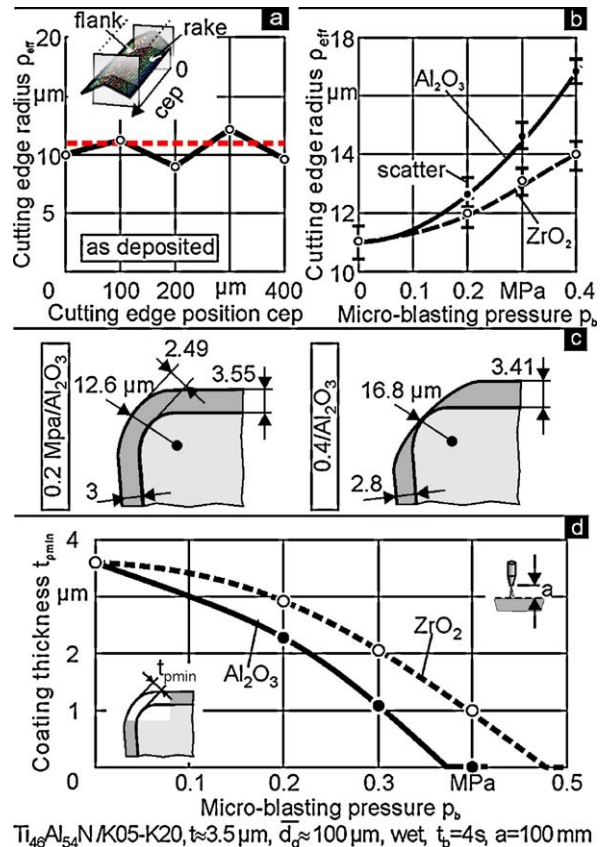 a
flank
rake
0
cep
20
μm
10
5
Cutting edge radius ρeff
as deposited
0 100 200 μm 400
Cutting edge position cep
b
18
μm
14
12
10
Cutting edge radius ρeff
Al2O3
scatter
ZrO2
0 0.1 0.2 MPa 0.4
Micro-blasting pressure pb
c
0.2 Mpa/Al2O3
2.49
3.55
12.6 μm
3
0.4/Al2O3
3.41
16.8 μm
2.8
d
4
μm
2
1
0
Coating thickness tpmin
a
Al2O3
ZrO2
tpmin
0.1 0.2 0.3 MPa 0.5
Micro-blasting pressure pb
Ti46Al54N/K05-K20, t≈3.5 μm, dg≈100 μm, wet, tb=4s, a=100 mm